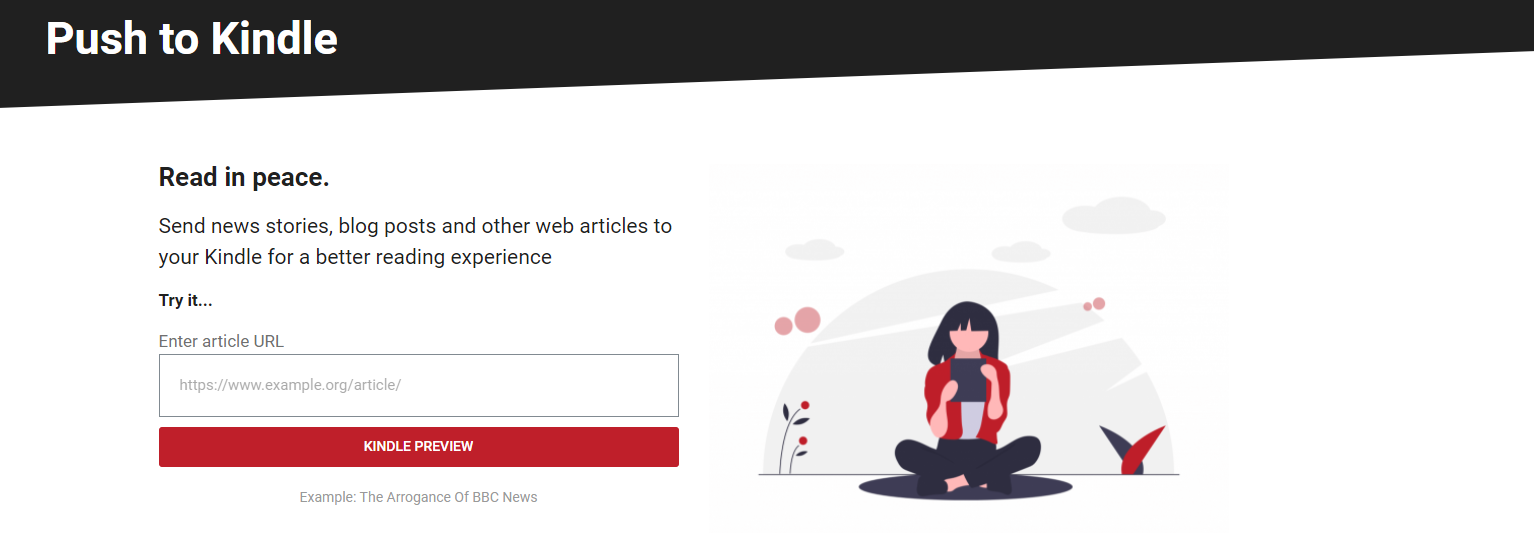 Push to Kindle
Read in peace.
Send news stories, blog posts and other web articles to
your Kindle for a better reading experience
Try it...
Enter article URL
https://www.example.org/article/
KINDLE PREVIEW
Example: The Arrogance Of BBC News